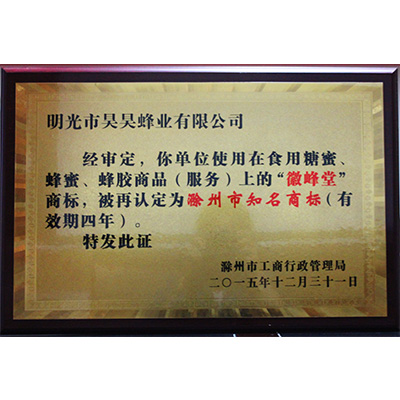 明光市昊昊蜂业有限公司
经审定，你单位使用在食用糖蜜、
蜂蜜、蜂胶商品（服务）上的“徽峰堂”
商标，被再认定为滁州市知名商标（有
效期四年）。
特发此证
滁州市工商行政管理局
二〇一五年十二月三十一日